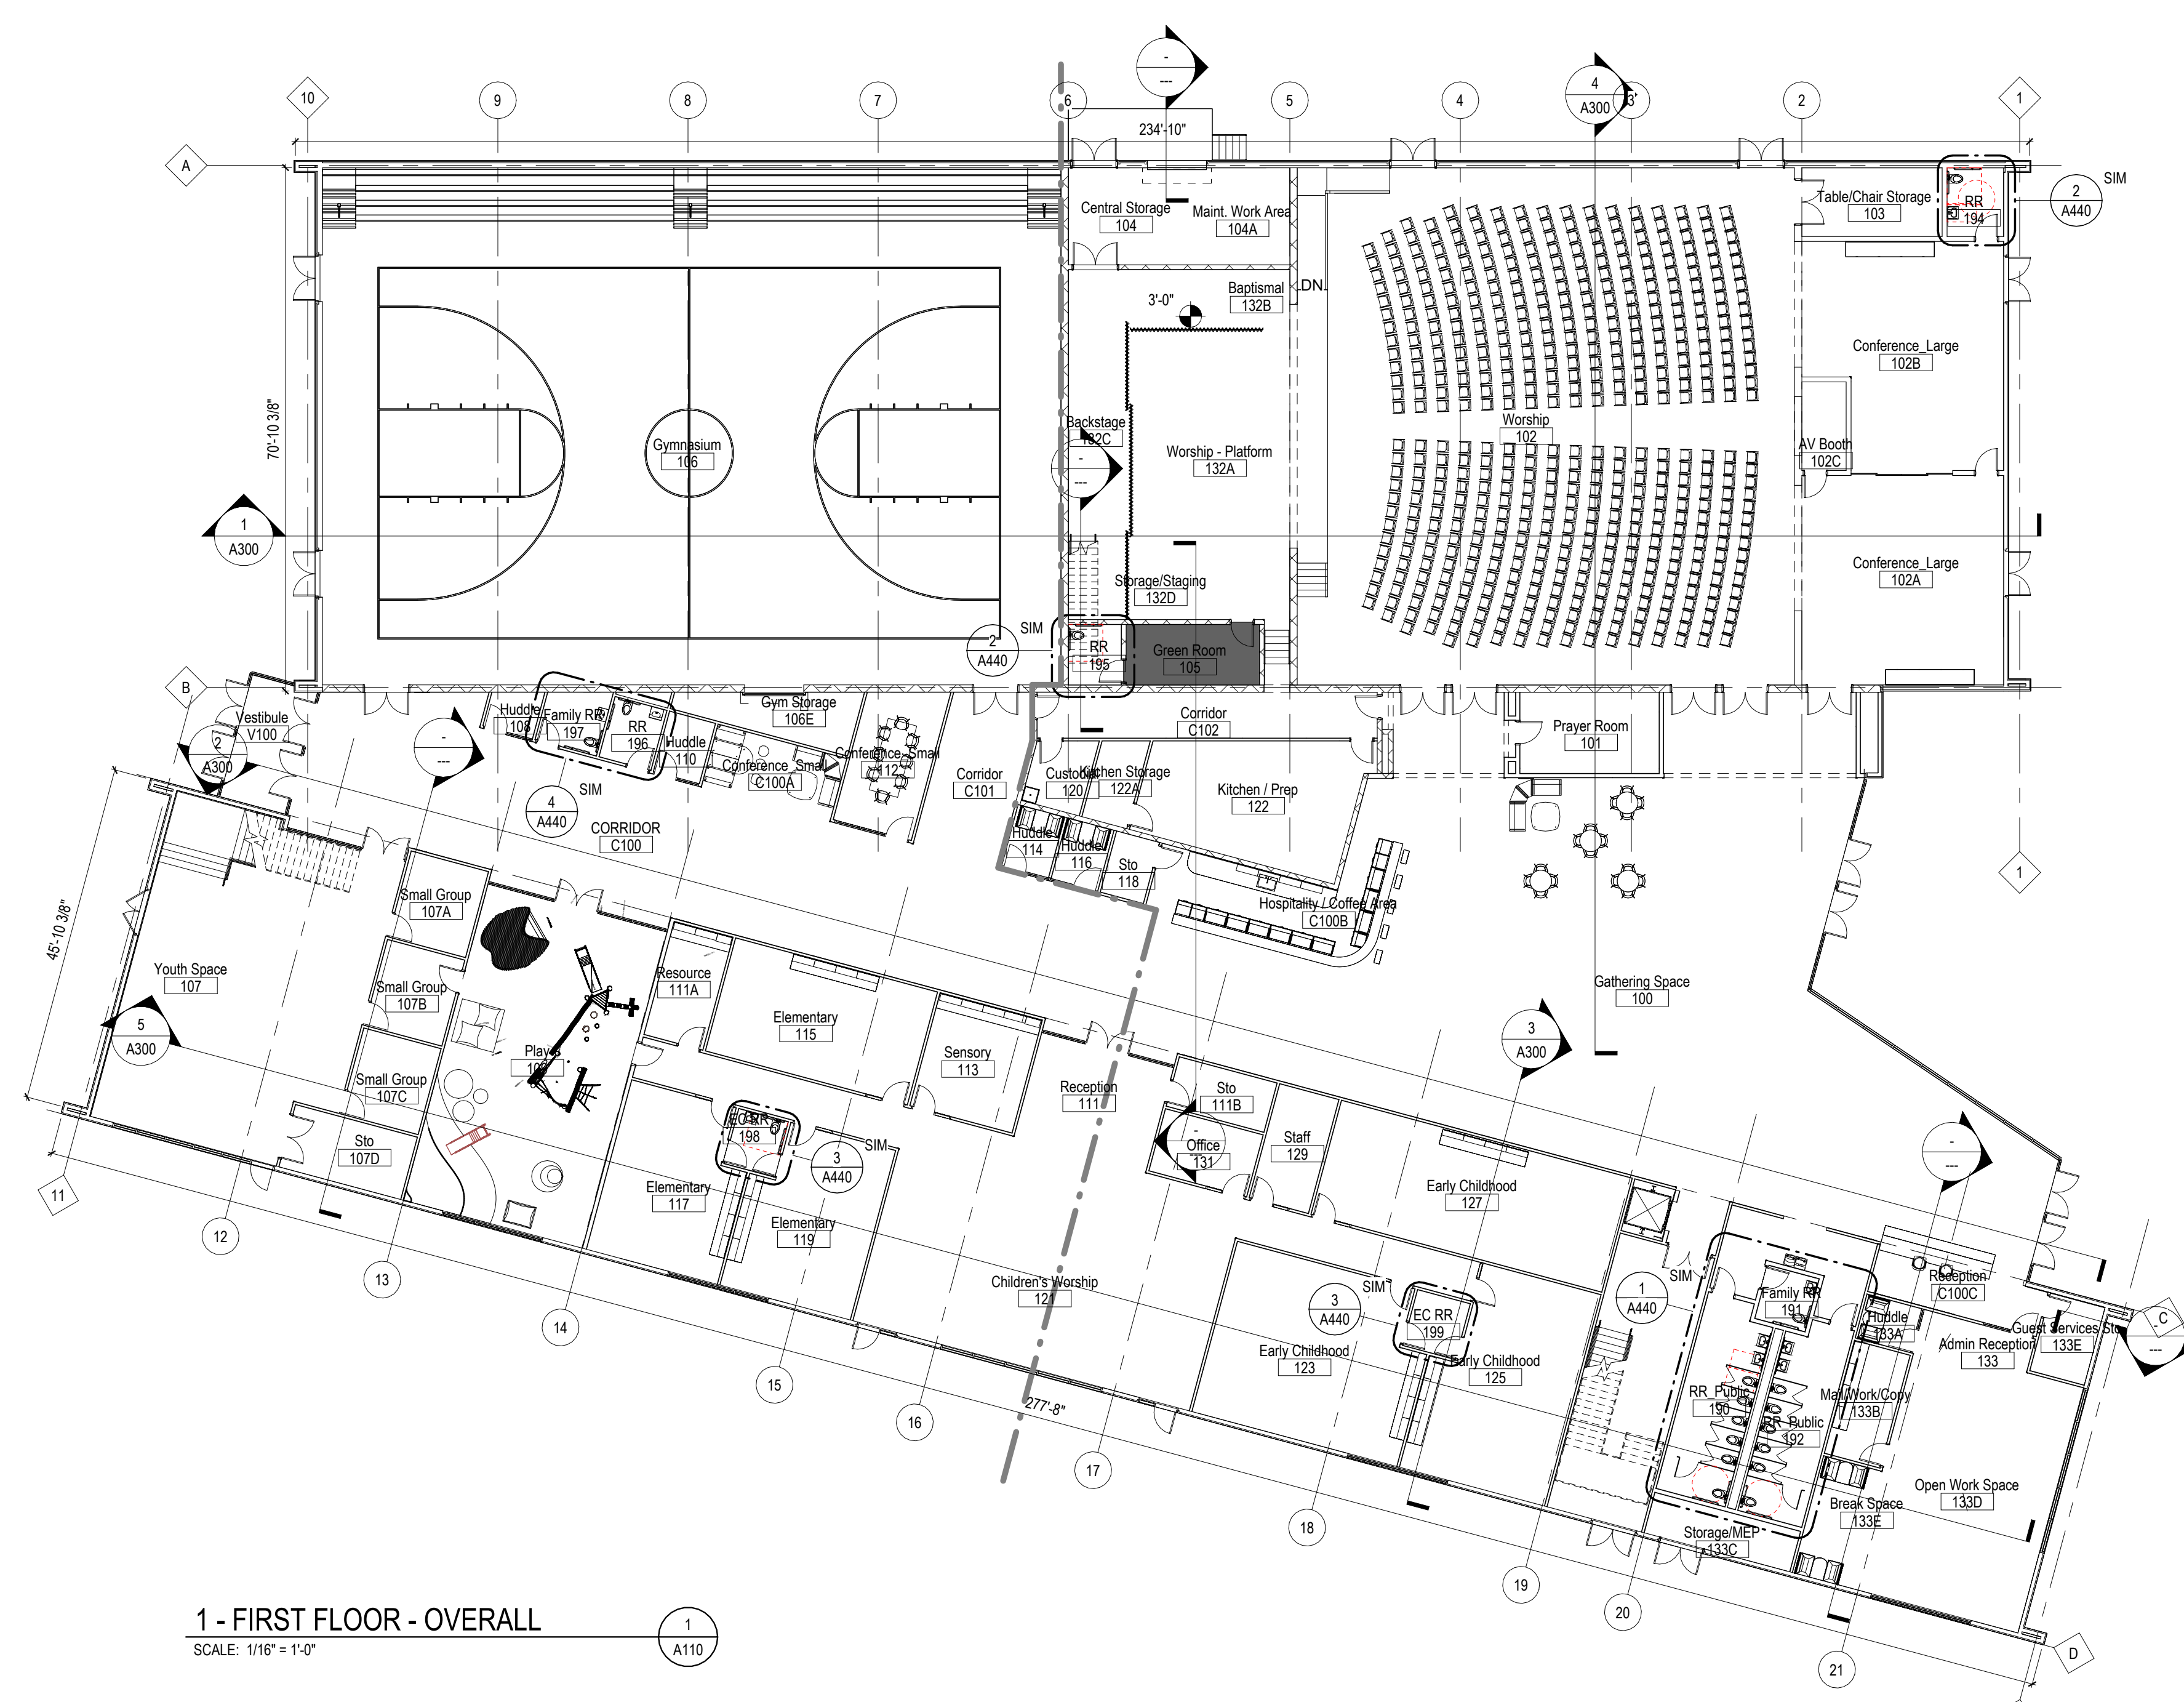 -
---
4
A300
10
9
8
7
6
5
4
3
2
1
234'-10"
A
SIM
2
A440
Table/Chair Storage
103
RR
194
Central Storage
104
Maint. Work Area
104A
DN
Baptismal
132B
3'-0"
Conference_Large
102B
70'-10 3/8"
Gymnasium
106
Backstage
132C
-
---
Worship
102
Worship - Platform
132A
AV Booth
102C
1
A300
Conference_Large
102A
Storage/Staging
132D
SIM
2
A440
RR
195
Green Room
105
B
Vestibule
V100
2
A300
Huddle
108
Family RR
197
RR
196
Huddle
110
Gym Storage
106E
Conference_Small
C100A
Conference_Small
112
-
---
Corridor
C102
Prayer Room
101
Corridor
C101
Custodial
120
Kitchen Storage
122A
Kitchen / Prep
122
SIM
4
A440
CORRIDOR
C100
Huddle
114
Huddle
116
Sto
118
1
Hospitality / Coffee Area
C100B
45'-10 3/8"
Small Group
107A
Youth Space
107
Small Group
107B
Resource
111A
Gathering Space
100
5
A300
Elementary
115
3
A300
Play
109
Sensory
113
Small Group
107C
Reception
111
Sto
111B
Sto
107D
EC RR
198
SIM
3
A440
-
---
Office
131
Staff
129
-
---
11
Elementary
117
Elementary
119
Early Childhood
127
12
13
14
15
16
17
18
19
20
21
Children's Worship
121
277'-8"
SIM
3
A440
EC RR
199
Early Childhood
123
Early Childhood
125
SIM
1
A440
Family RR
191
Reception
C100C
Huddle
133A
Admin Reception
133
Guest Services Sto
133E
C
-
---
RR_Public
190
RR_Public
192
Mail/Work/Copy
133B
Open Work Space
133D
Break Space
133E
Storage/MEP
133C
D
1 - FIRST FLOOR - OVERALL
SCALE: 1/16" = 1'-0"
1
A110